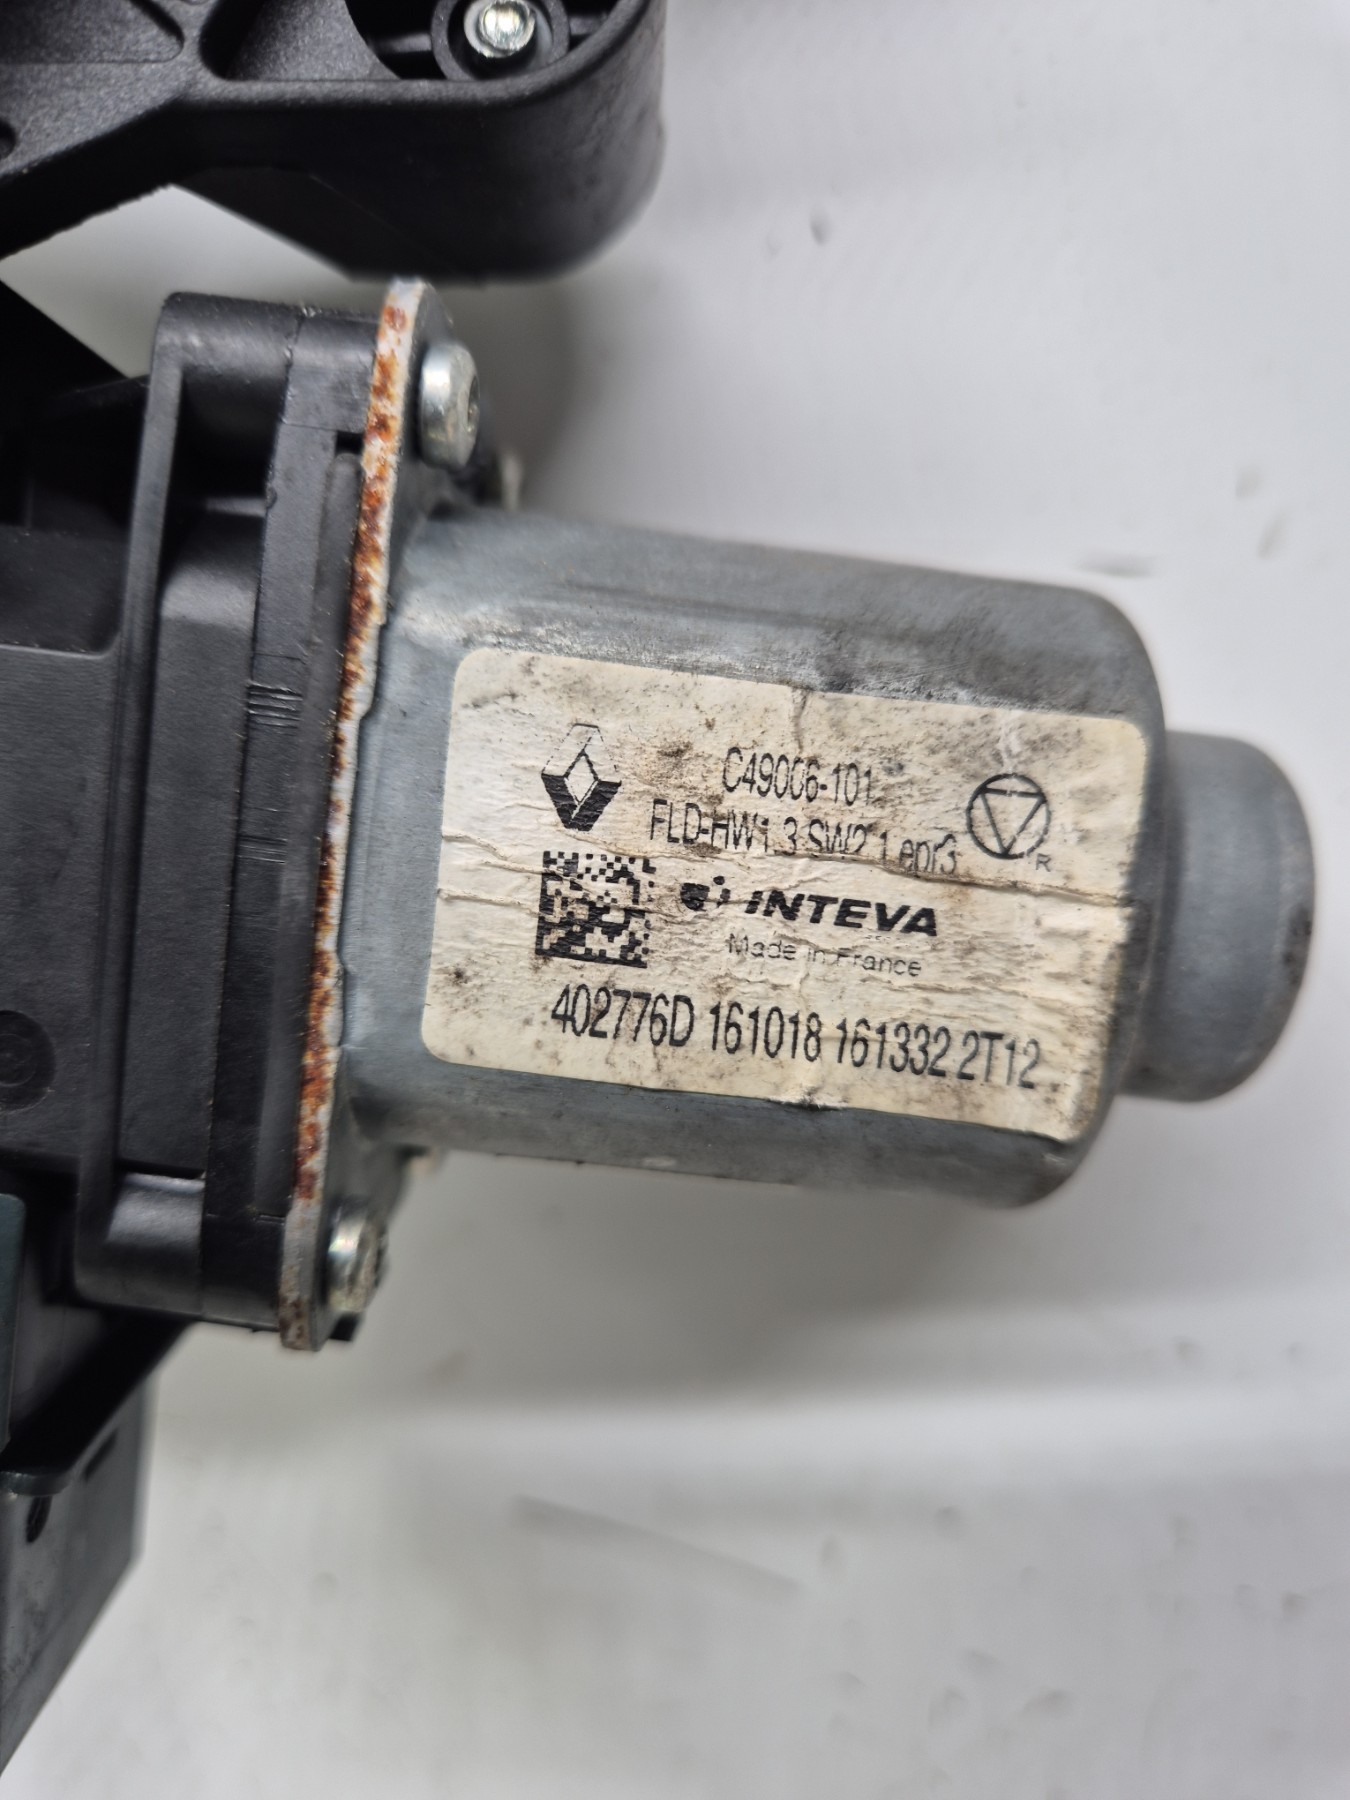 C49006-101
FLD-HW1.3 SW2.1 epr3
R
INTEVA
Made in France
402776D 161018 161332 2T12